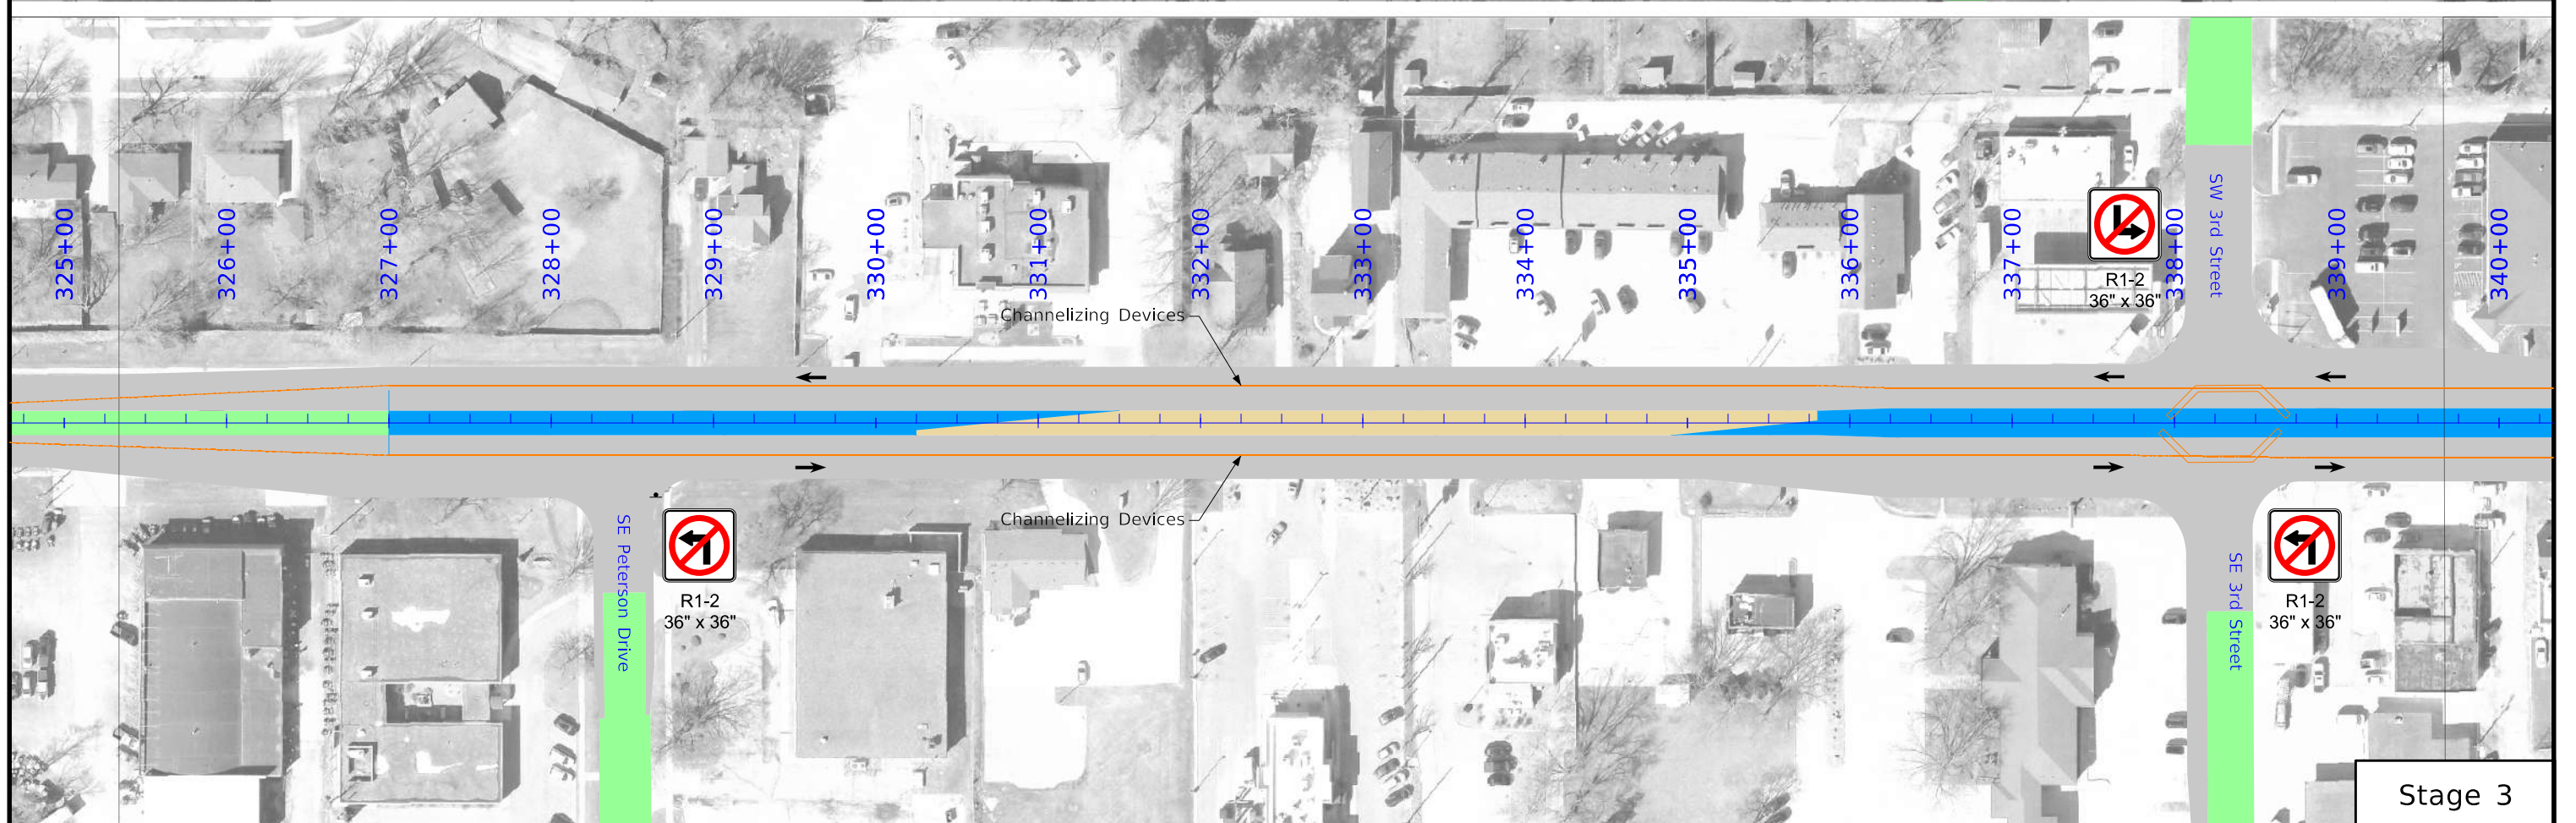 325+00
326+00
327+00
328+00
329+00
330+00
331+00
332+00
333+00
334+00
335+00
336+00
337+00
338+00
339+00
340+00
SW 3rd Street
R1-2
36" x 36"
Channelizing Devices
Channelizing Devices
SE Peterson Drive
R1-2
36" x 36"
SE 3rd Street
R1-2
36" x 36"
Stage 3